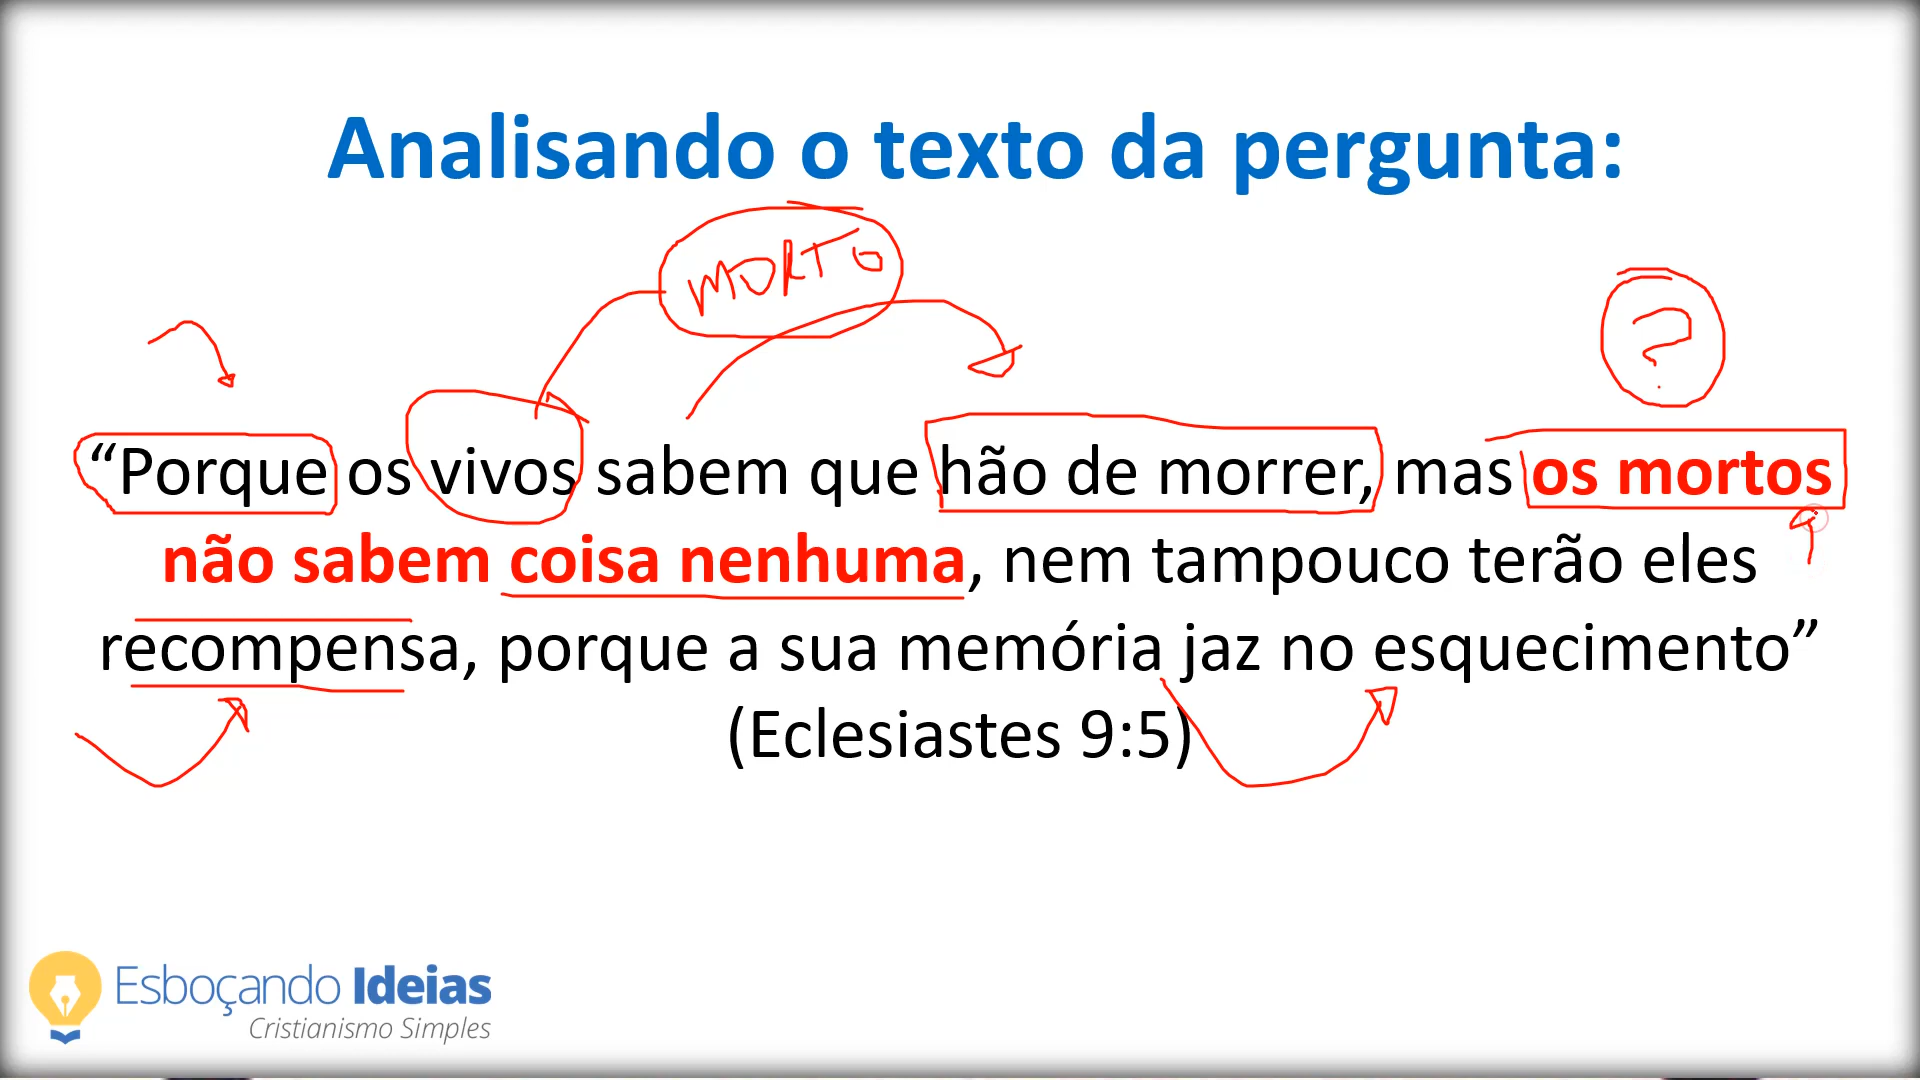 Analisando o texto da pergunta:
MORTO
?
“Porque os vivos sabem que hão de morrer, mas os mortos
não sabem coisa nenhuma, nem tampouco terão eles
recompensa, porque a sua memória jaz no esquecimento”
(Eclesiastes 9:5)
Esboçando Ideias
Cristianismo Simples